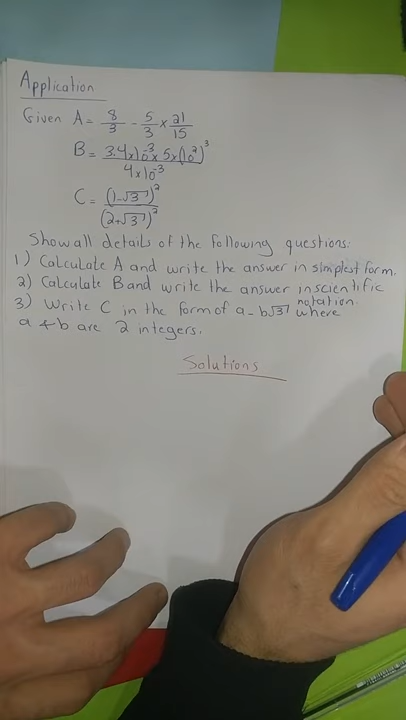 Application
Given A = 8/3 - 5/3 x 21/15
B = 3.4x10^-3 x 5x(10^2)^3 / 4x10^-3
C = (1-√3)^2 / (2+√3)^2
Show all details of the following questions:
1) Calculate A and write the answer in simplest form.
2) Calculate B and write the answer in scientific notation.
3) Write C in the form of a - b√3 where
a & b are 2 integers.
Solutions